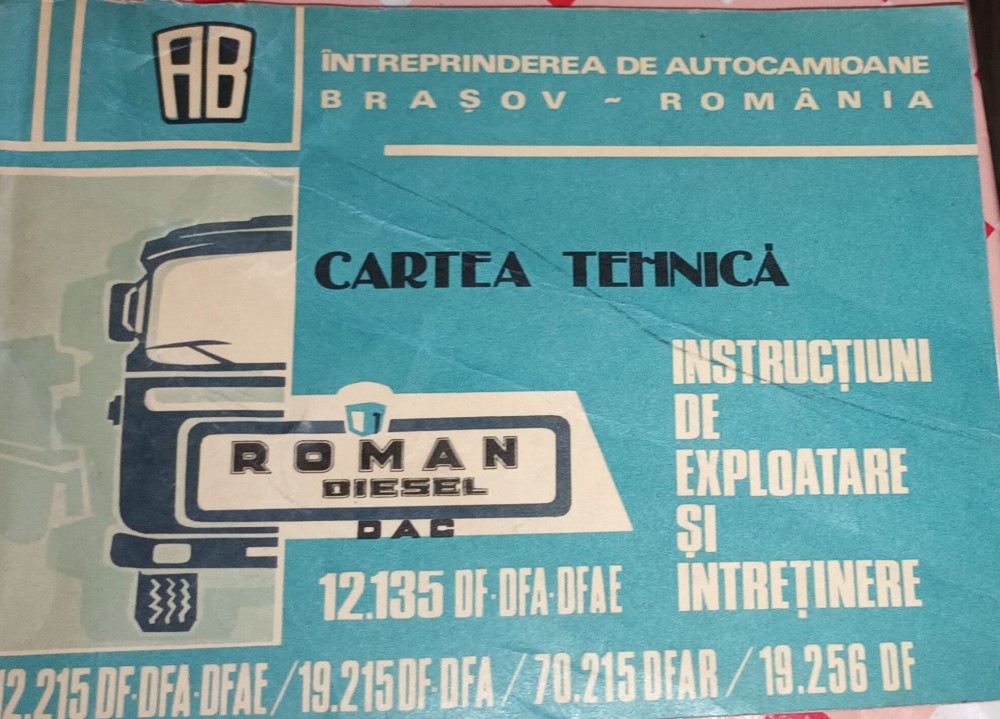 AB
ÎNTREPRINDEREA DE AUTOCAMIOANE
BRAȘOV ~ ROMÂNIA
CARTEA TEHNICĂ
INSTRUCȚIUNI
DE
EXPLOATARE
ȘI
ÎNTREȚINERE
ROMAN
DIESEL
DAC
12.135 DF·DFA·DFAE
12.215 DF·DFA·DFAE / 19.215 DF·DFA / 70.215 DFAR / 19.256 DF